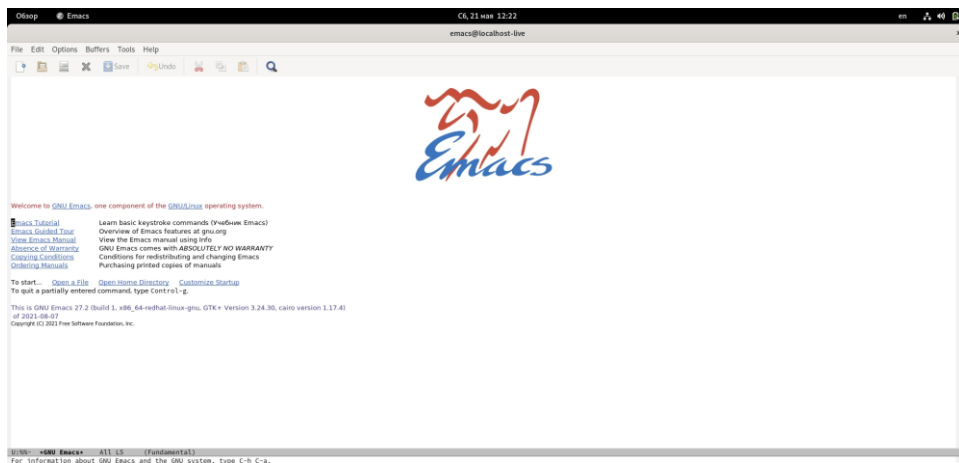 Обзор Emacs Сб, 21 мая 12:22 en
emacs@localhost-live
File Edit Options Buffers Tools Help
Save Undo
Emacs
Welcome to GNU Emacs, one component of the GNU/Linux operating system.
Emacs Tutorial Learn basic keystroke commands (Учебник Emacs)
Emacs Guided Tour Overview of Emacs features at gnu.org
View Emacs Manual View the Emacs manual using Info
Absence of Warranty GNU Emacs comes with ABSOLUTELY NO WARRANTY
Copying Conditions Conditions for redistributing and changing Emacs
Ordering Manuals Purchasing printed copies of manuals
To start... Open a File Open Home Directory Customize Startup
To quit a partially entered command, type Control-g.
This is GNU Emacs 27.2 (build 1, x86_64-redhat-linux-gnu, GTK+ Version 3.24.30, cairo version 1.17.4)
of 2021-08-07
Copyright (C) 2021 Free Software Foundation, Inc.
U:%%- *GNU Emacs* All L5 (Fundamental)
For information about GNU Emacs and the GNU system, type C-h C-a.